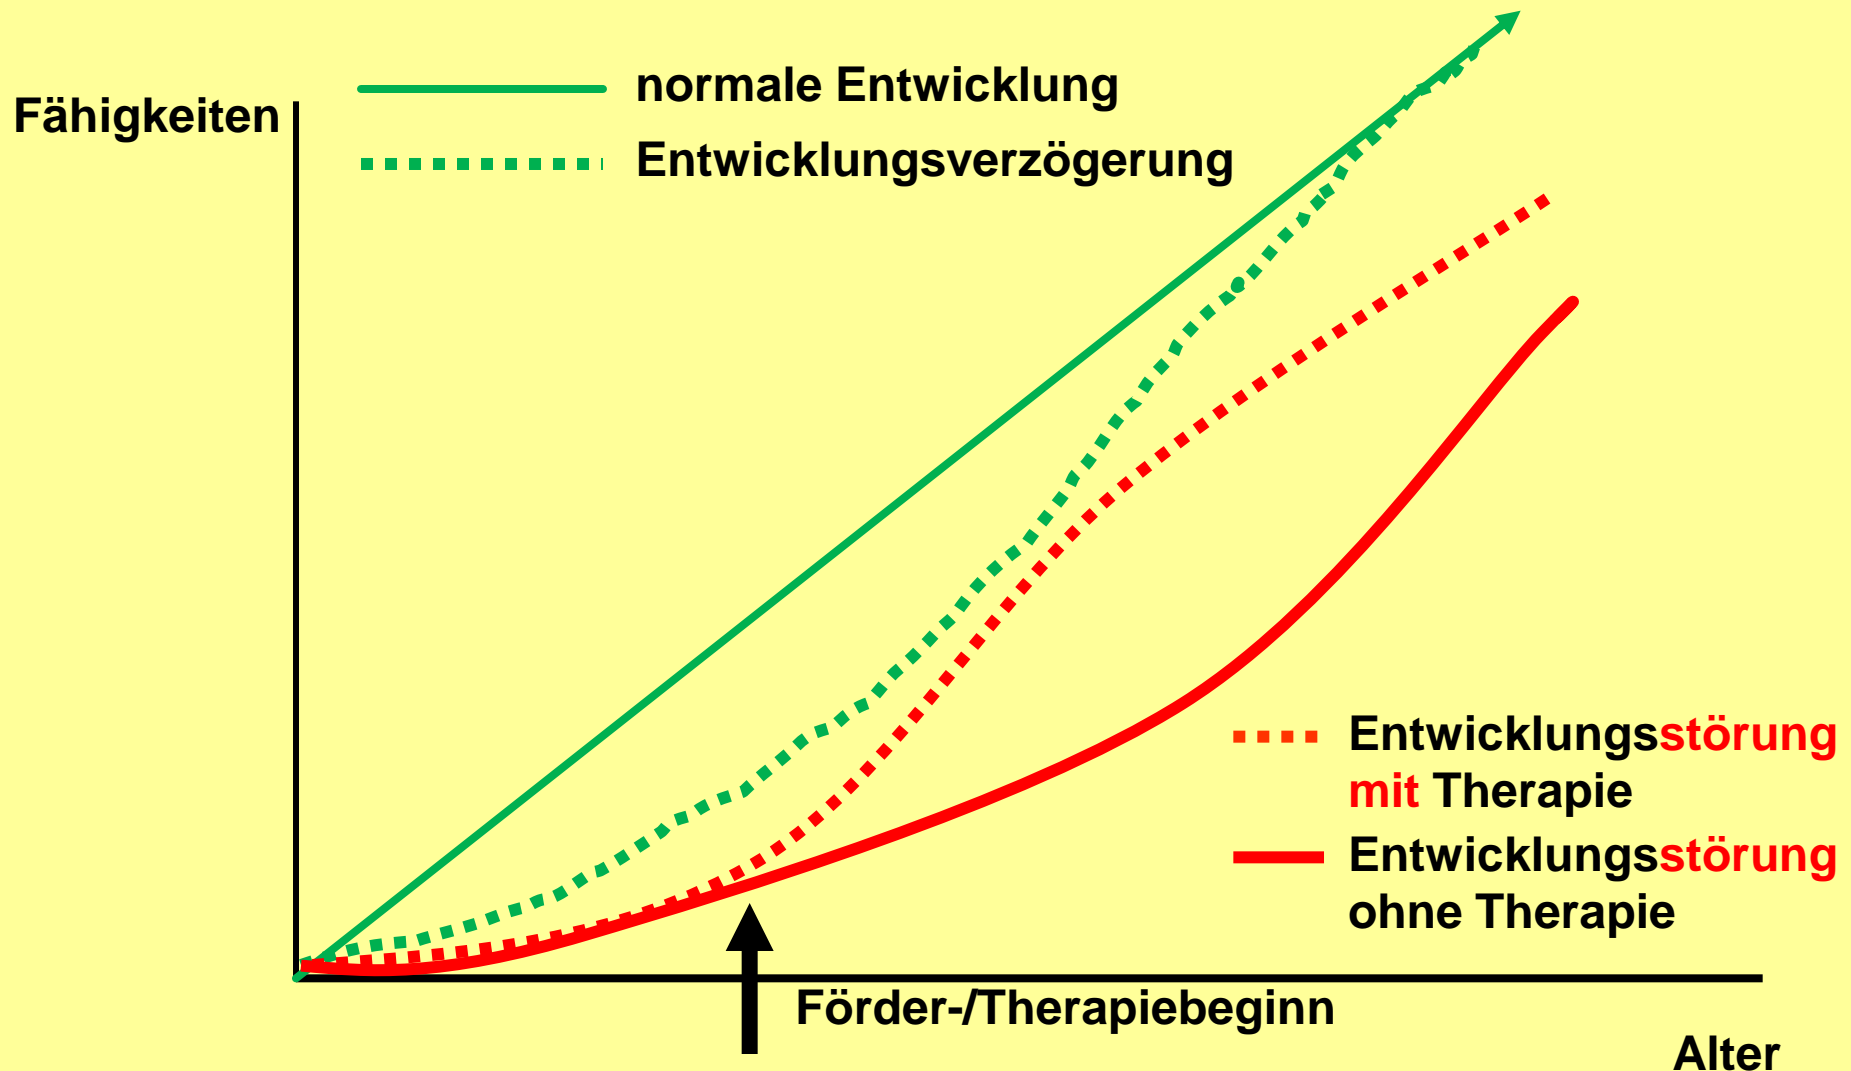 normale Entwicklung
Fähigkeiten
Entwicklungsverzögerung
Entwicklungsstörung
mit Therapie
Entwicklungsstörung
ohne Therapie
Förder-/Therapiebeginn
Alter